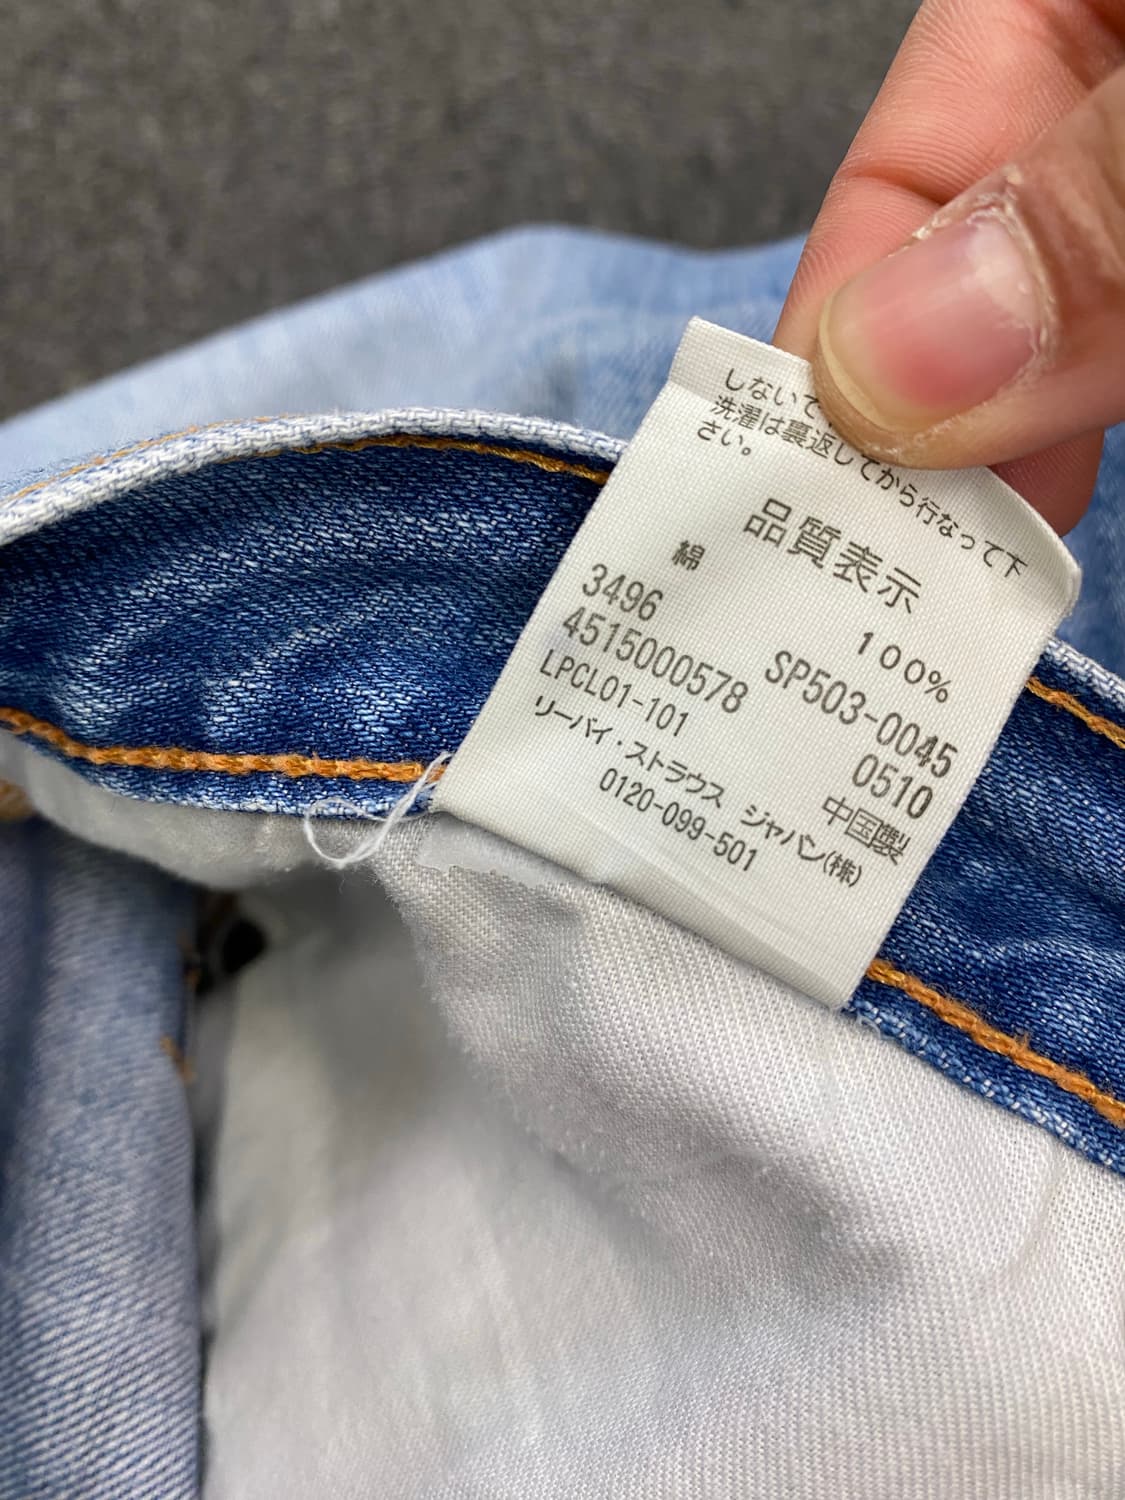 しないで
洗濯は裏返してから行なって下
さい。
品質表示
綿 100%
3496 SP503-0045
4515000578 0510
LPCL01-101 中国製
リーバイ・ストラウス ジャパン(株)
0120-099-501